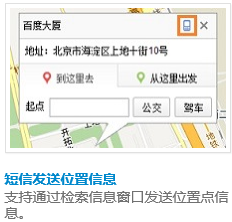 百度大厦
地址：北京市海淀区上地十街10号
到这里去 从这里出发
起点 公交 驾车
开拓
上地
短信发送位置信息
支持通过检索信息窗口发送位置点信
息。